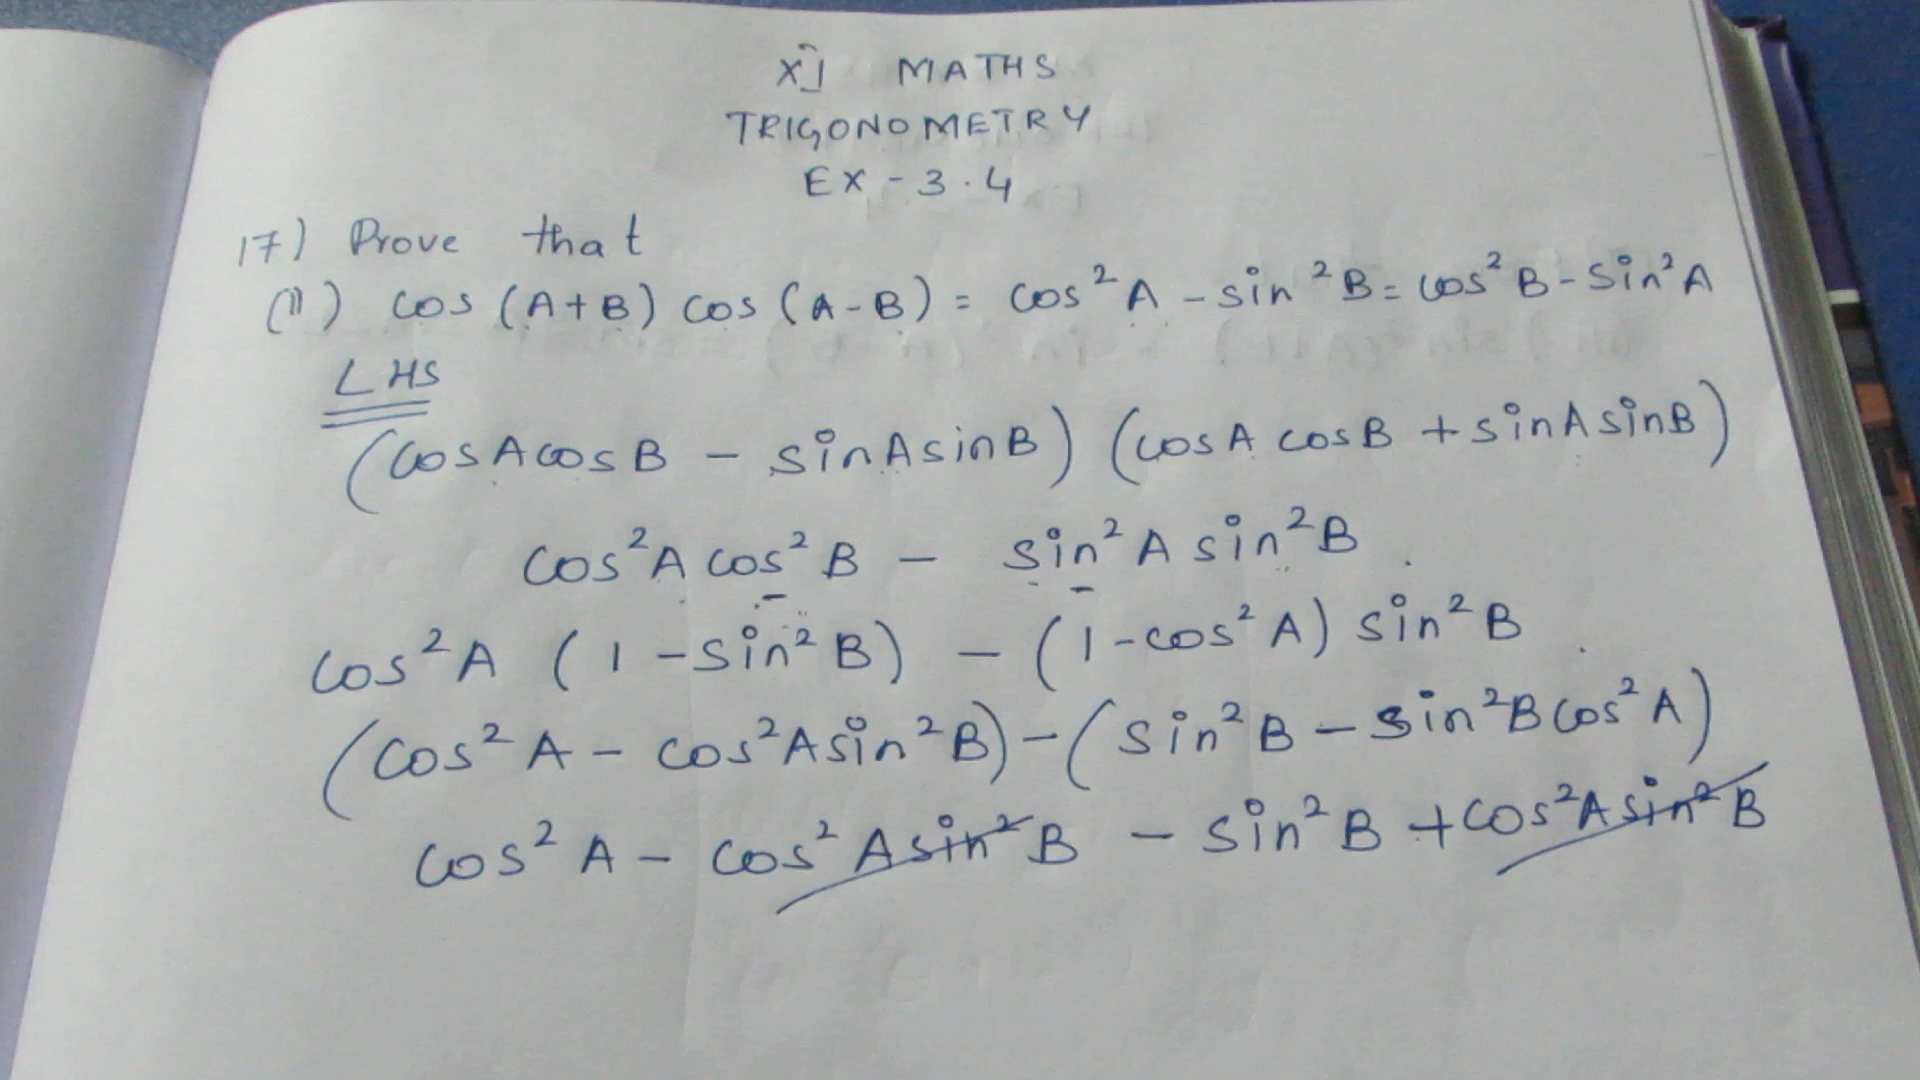 XI MATHS
TRIGONOMETRY
EX - 3.4
17) Prove that
(ii) cos (A+B) cos (A-B) = cos²A - sin²B = cos²B - sin²A
LHS
(cosAcosB - sinAsinB) (cosA cosB + sinAsinB)
cos²A cos²B - sin²A sin²B
cos²A (1 - sin²B) - (1-cos²A) sin²B
(cos²A - cos²Asin²B) - (sin²B - sin²Bcos²A)
cos²A - cos²Asin²B - sin²B + cos²Asin²B